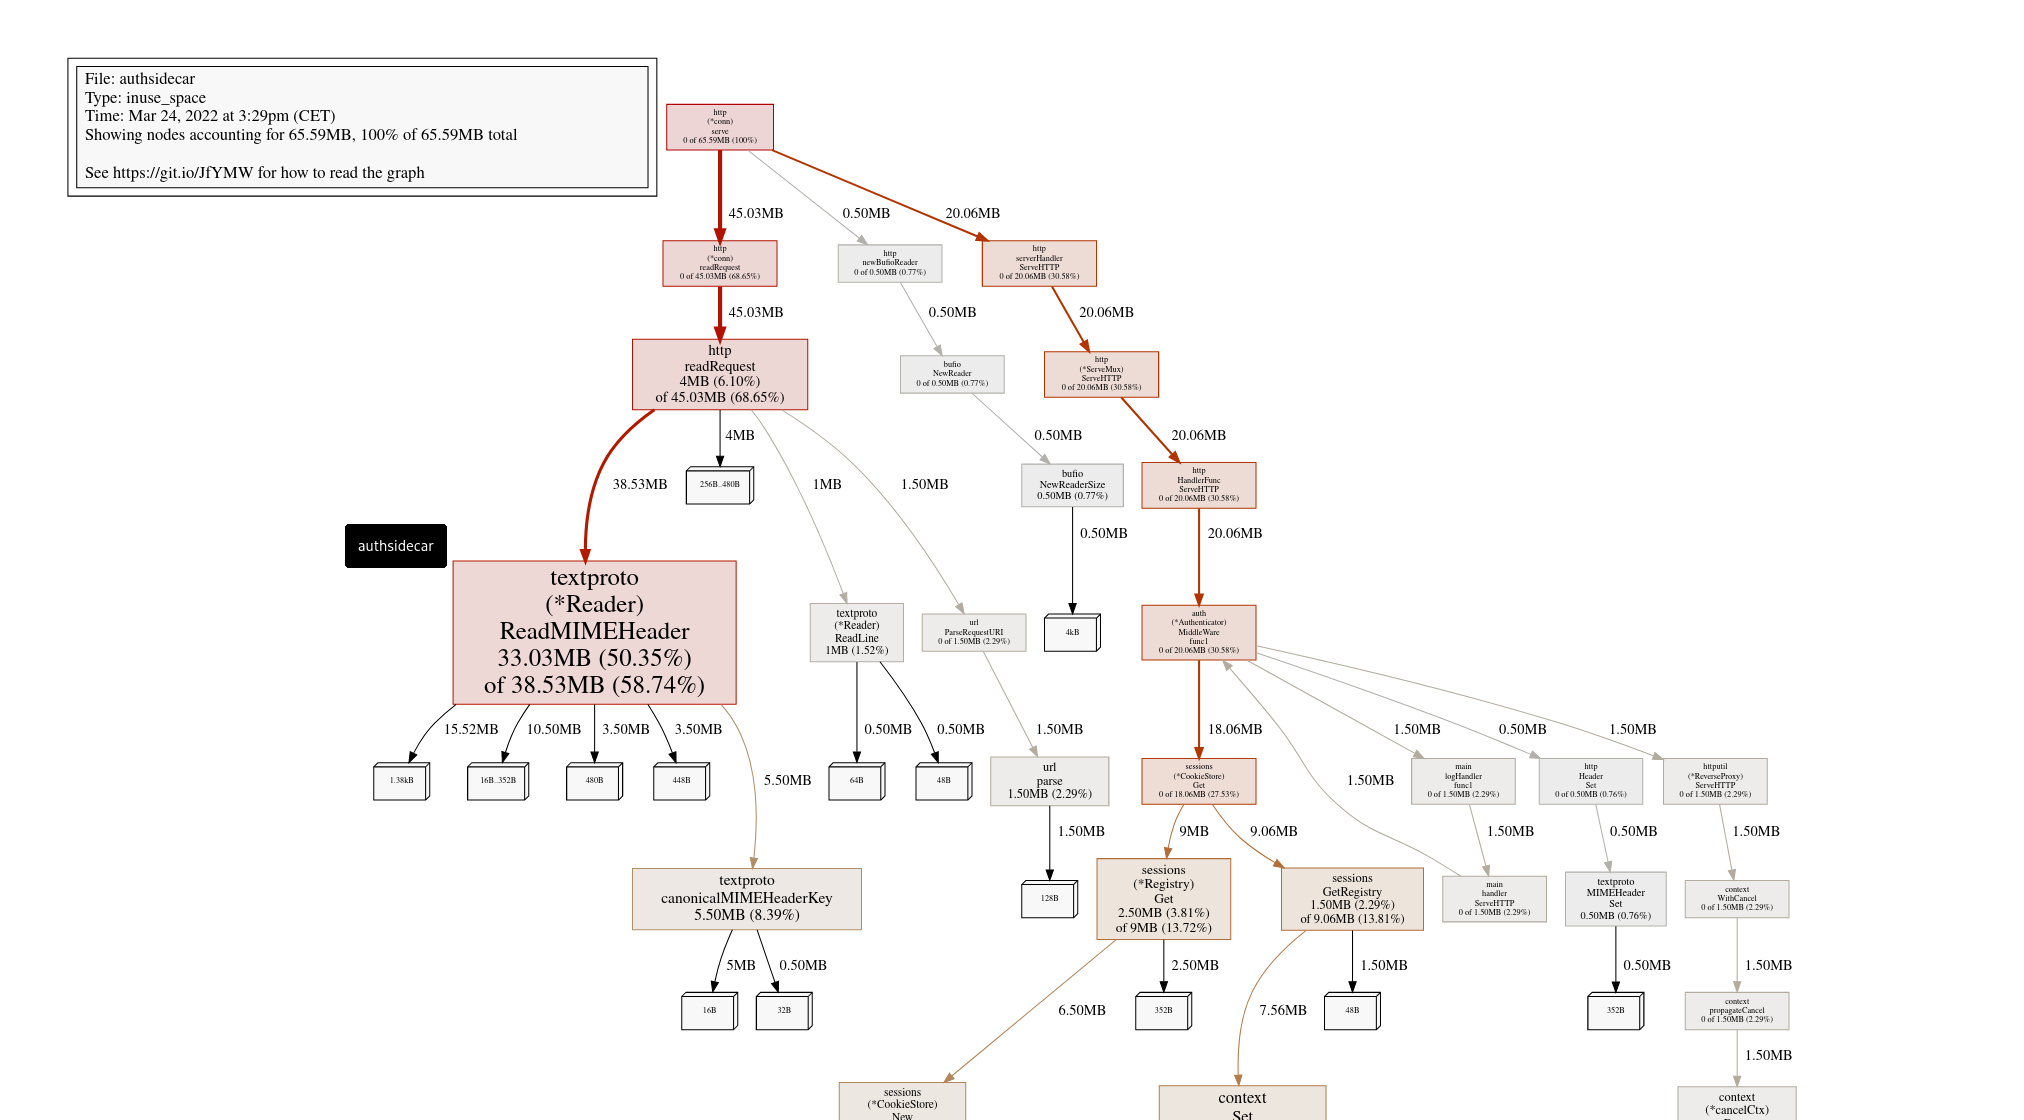 File: authsidecar
Type: inuse_space
Time: Mar 24, 2022 at 3:29pm (CET)
Showing nodes accounting for 65.59MB, 100% of 65.59MB total
See https://git.io/JfYMW for how to read the graph
http
(*conn)
serve
0 of 65.59MB (100%)
45.03MB
0.50MB
20.06MB
http
(*conn)
readRequest
0 of 45.03MB (68.65%)
http
newBufioReader
0 of 0.50MB (0.77%)
http
serverHandler
ServeHTTP
0 of 20.06MB (30.58%)
45.03MB
0.50MB
20.06MB
http
readRequest
4MB (6.10%)
of 45.03MB (68.65%)
bufio
NewReader
0 of 0.50MB (0.77%)
http
(*ServeMux)
ServeHTTP
0 of 20.06MB (30.58%)
38.53MB
4MB
1MB
1.50MB
0.50MB
20.06MB
256B..480B
bufio
NewReaderSize
0.50MB (0.77%)
http
HandlerFunc
ServeHTTP
0 of 20.06MB (30.58%)
0.50MB
20.06MB
authsidecar
textproto
(*Reader)
ReadMIMEHeader
33.03MB (50.35%)
of 38.53MB (58.74%)
textproto
(*Reader)
ReadLine
1MB (1.52%)
url
ParseRequestURI
0 of 1.50MB (2.29%)
4kB
auth
(*Authenticator)
MiddleWare
func1
0 of 20.06MB (30.58%)
15.52MB
10.50MB
3.50MB
3.50MB
5.50MB
0.50MB
0.50MB
1.50MB
18.06MB
1.50MB
1.50MB
0.50MB
1.50MB
1.38kB
16B..352B
480B
448B
64B
48B
url
parse
1.50MB (2.29%)
sessions
(*CookieStore)
Get
0 of 18.06MB (27.53%)
main
logHandler
func1
0 of 1.50MB (2.29%)
http
Header
Set
0 of 0.50MB (0.76%)
httputil
(*ReverseProxy)
ServeHTTP
0 of 1.50MB (2.29%)
1.50MB
9MB
9.06MB
1.50MB
0.50MB
1.50MB
textproto
canonicalMIMEHeaderKey
5.50MB (8.39%)
128B
sessions
(*Registry)
Get
2.50MB (3.81%)
of 9MB (13.72%)
sessions
GetRegistry
1.50MB (2.29%)
of 9.06MB (13.81%)
main
handler
ServeHTTP
0 of 1.50MB (2.29%)
textproto
MIMEHeader
Set
0.50MB (0.76%)
context
WithCancel
0 of 1.50MB (2.29%)
5MB
0.50MB
6.50MB
2.50MB
7.56MB
1.50MB
0.50MB
1.50MB
16B
32B
352B
48B
352B
context
propagateCancel
0 of 1.50MB (2.29%)
1.50MB
sessions
(*CookieStore)
New
context
Set
context
(*cancelCtx)